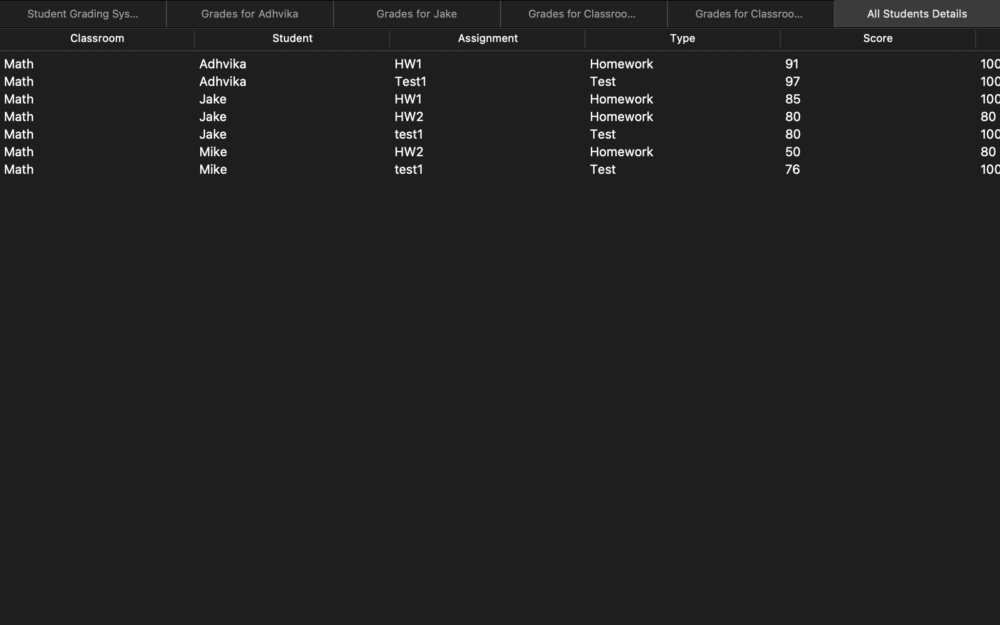 Student Grading Sys... Grades for Adhvika Grades for Jake Grades for Classroo... Grades for Classroo... All Students Details
Classroom Student Assignment Type Score
Math Adhvika HW1 Homework 91 100
Math Adhvika Test1 Test 97 100
Math Jake HW1 Homework 85 100
Math Jake HW2 Homework 80 80
Math Jake test1 Test 80 100
Math Mike HW2 Homework 50 80
Math Mike test1 Test 76 100